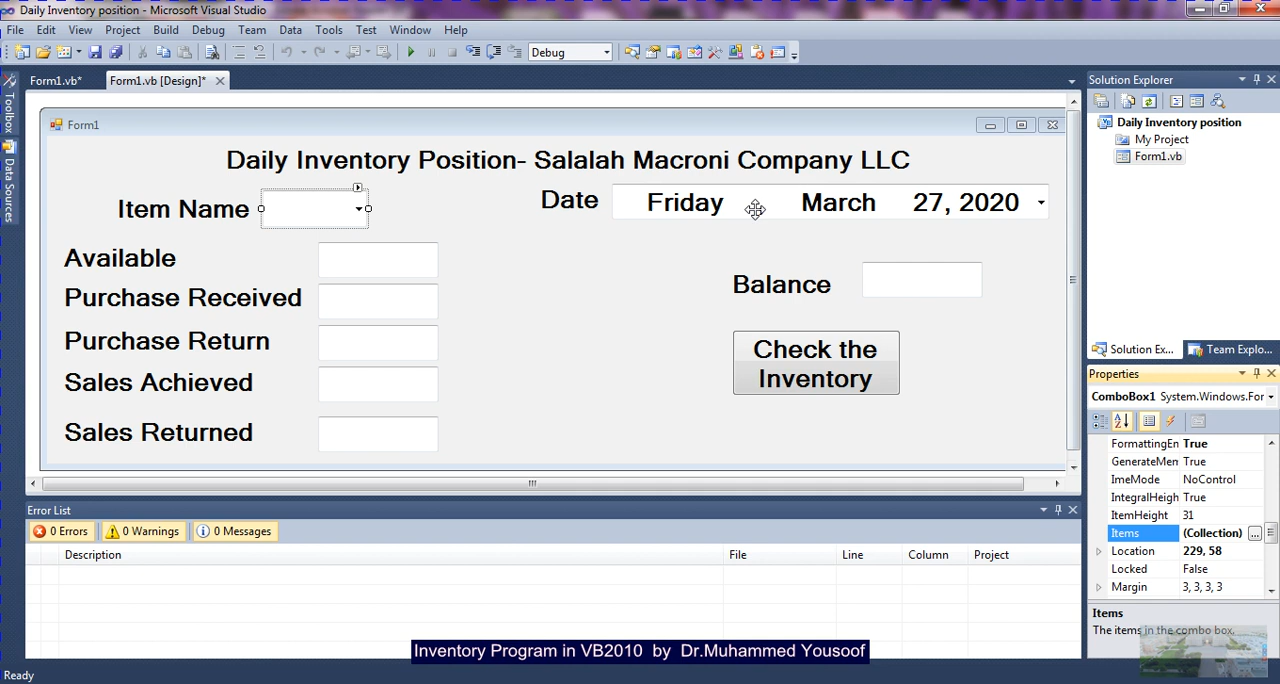 Daily Inventory position - Microsoft Visual Studio
File Edit View Project Build Debug Team Data Tools Test Window Help
Debug
Form1.vb* Form1.vb [Design]*
Toolbox
Data Sources
Form1
Daily Inventory Position- Salalah Macroni Company LLC
Item Name
Date Friday March 27, 2020
Available
Balance
Purchase Received
Purchase Return
Check the
Inventory
Sales Achieved
Sales Returned
Solution Explorer
Daily Inventory position
My Project
Form1.vb
Solution Ex... Team Explo...
Properties
ComboBox1 System.Windows.For
FormattingEn True
GenerateMen True
ImeMode NoControl
IntegralHeigh True
ItemHeight 31
Items (Collection) ...
Location 229, 58
Locked False
Margin 3, 3, 3, 3
Items
The items in the combo box.
Error List
0 Errors 0 Warnings 0 Messages
Description File Line Column Project
Inventory Program in VB2010 by Dr.Muhammed Yousoof
Ready